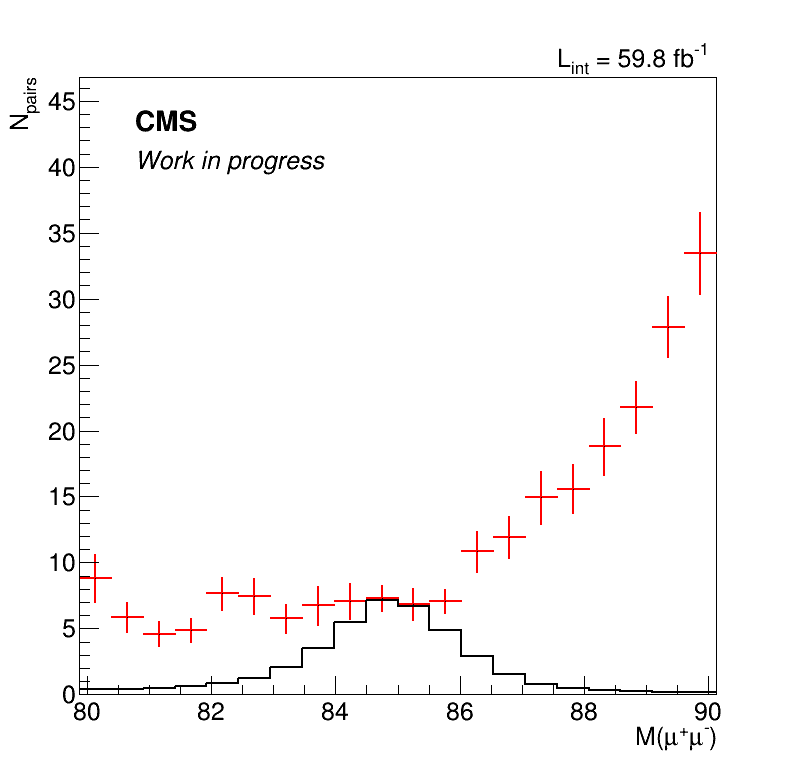 L_int = 59.8 fb^-1
N_pairs
CMS
Work in progress
45
40
35
30
25
20
15
10
5
0
80 82 84 86 88 90
M(μ⁺μ⁻)